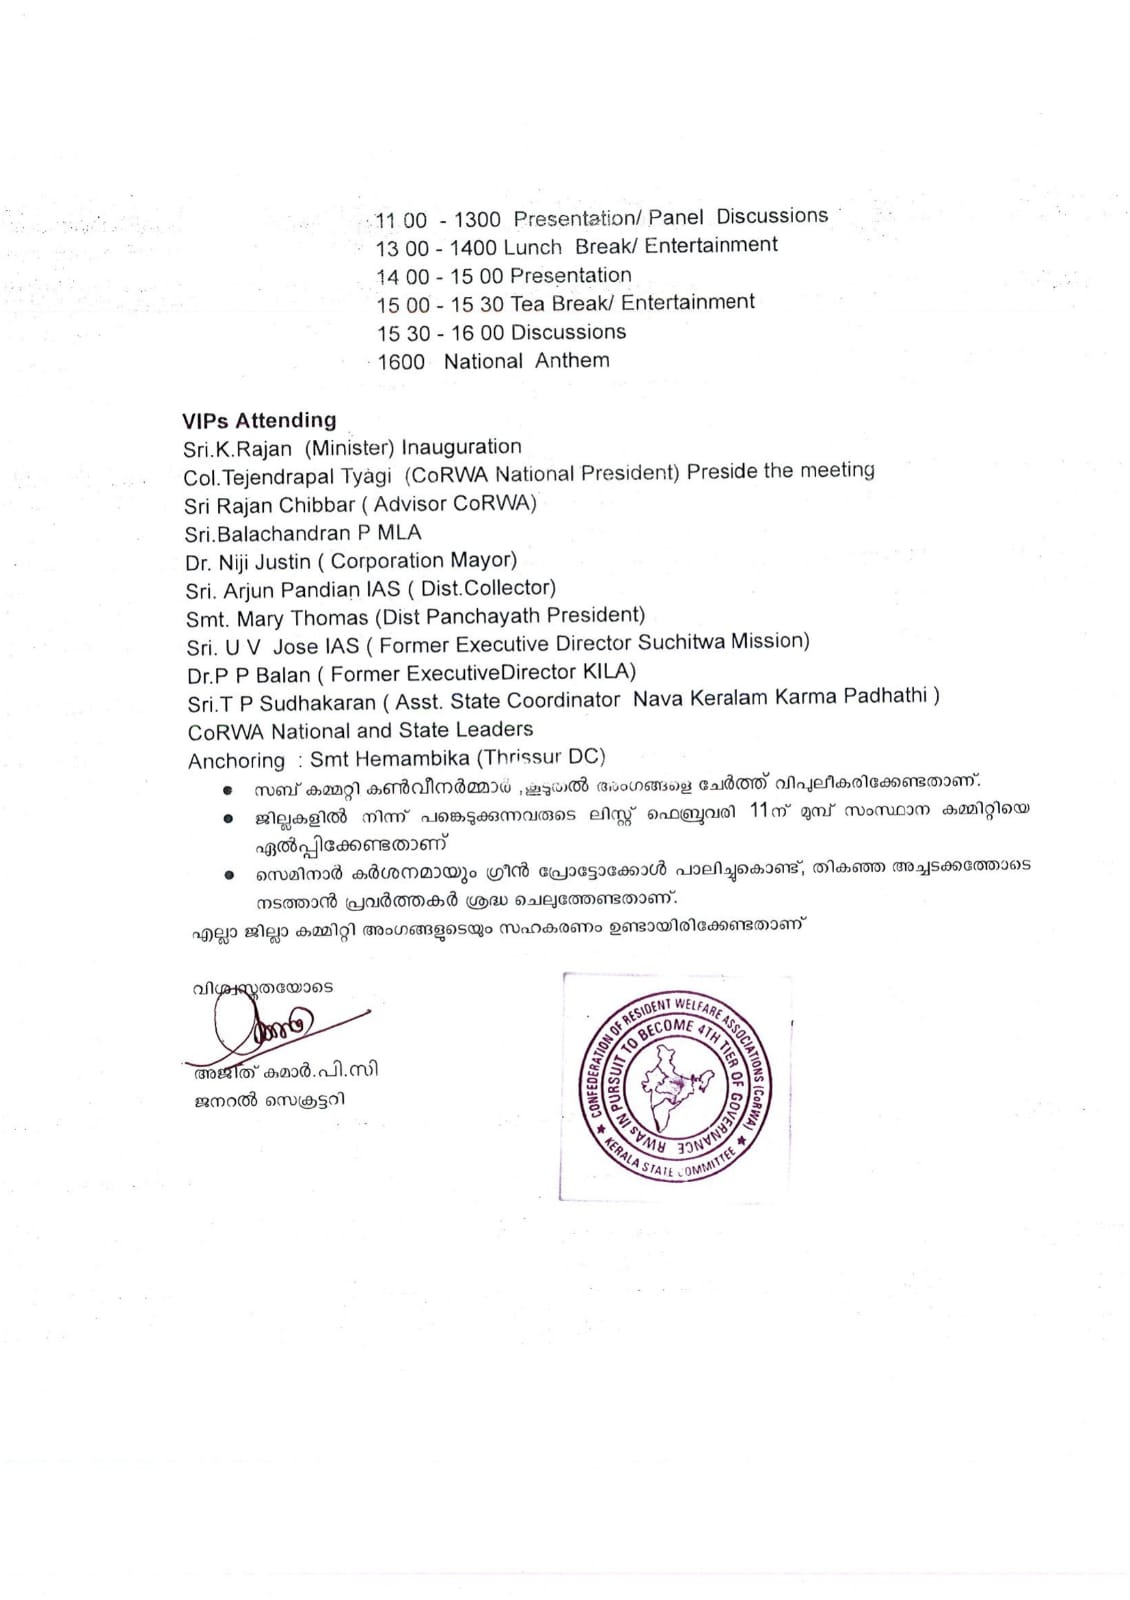 11 00 - 1300 Presentation/ Panel Discussions
13 00 - 1400 Lunch Break/ Entertainment
14 00 - 15 00 Presentation
15 00 - 15 30 Tea Break/ Entertainment
15 30 - 16 00 Discussions
1600 National Anthem
VIPs Attending
Sri.K.Rajan (Minister) Inauguration
Col.Tejendrapal Tyagi (CoRWA National President) Preside the meeting
Sri Rajan Chibbar ( Advisor CoRWA)
Sri.Balachandran P MLA
Dr. Niji Justin ( Corporation Mayor)
Sri. Arjun Pandian IAS ( Dist.Collector)
Smt. Mary Thomas (Dist Panchayath President)
Sri. U V Jose IAS ( Former Executive Director Suchitwa Mission)
Dr.P P Balan ( Former ExecutiveDirector KILA)
Sri.T P Sudhakaran ( Asst. State Coordinator Nava Keralam Karma Padhathi )
CoRWA National and State Leaders
Anchoring : Smt Hemambika (Thrissur DC)
● സബ് കമ്മറ്റി കൺവീനർമ്മാർ ,കൂടുതൽ അംഗങ്ങളെ ചേർത്ത് വിപുലീകരിക്കേണ്ടതാണ്.
● ജില്ലകളിൽ നിന്ന് പങ്കെടുക്കുന്നവരുടെ ലിസ്റ്റ് ഫെബ്രുവരി 11ന് മുമ്പ് സംസ്ഥാന കമ്മിറ്റിയെ
ഏൽപ്പിക്കേണ്ടതാണ്
● സെമിനാർ കർശനമായും ഗ്രീൻ പ്രോട്ടോക്കോൾ പാലിച്ചുകൊണ്ട്, തികഞ്ഞ അച്ചടക്കത്തോടെ
നടത്താൻ പ്രവർത്തകർ ശ്രദ്ധ ചെലുത്തേണ്ടതാണ്.
എല്ലാ ജില്ലാ കമ്മിറ്റി അംഗങ്ങളുടെയും സഹകരണം ഉണ്ടായിരിക്കേണ്ടതാണ്
വിശ്വസ്തതയോടെ
അജിത് കുമാർ.പി.സി
ജനറൽ സെക്രട്ടറി
CONFEDERATION OF RESIDENT WELFARE ASSOCIATIONS (CoRWA)
★ KERALA STATE COMMITTEE ★
RWAS IN PURSUIT TO BECOME 4TH TIER OF GOVERNANCE